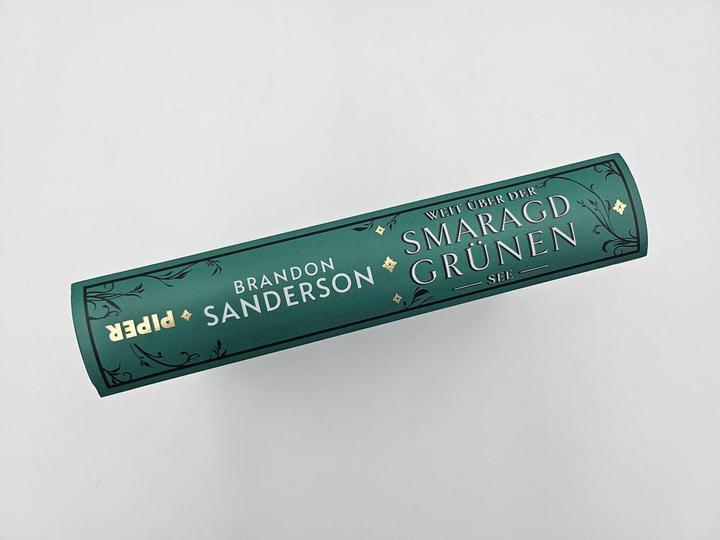 PIPER
BRANDON
SANDERSON
WEIT ÜBER DER
SMARAGD
GRÜNEN
SEE